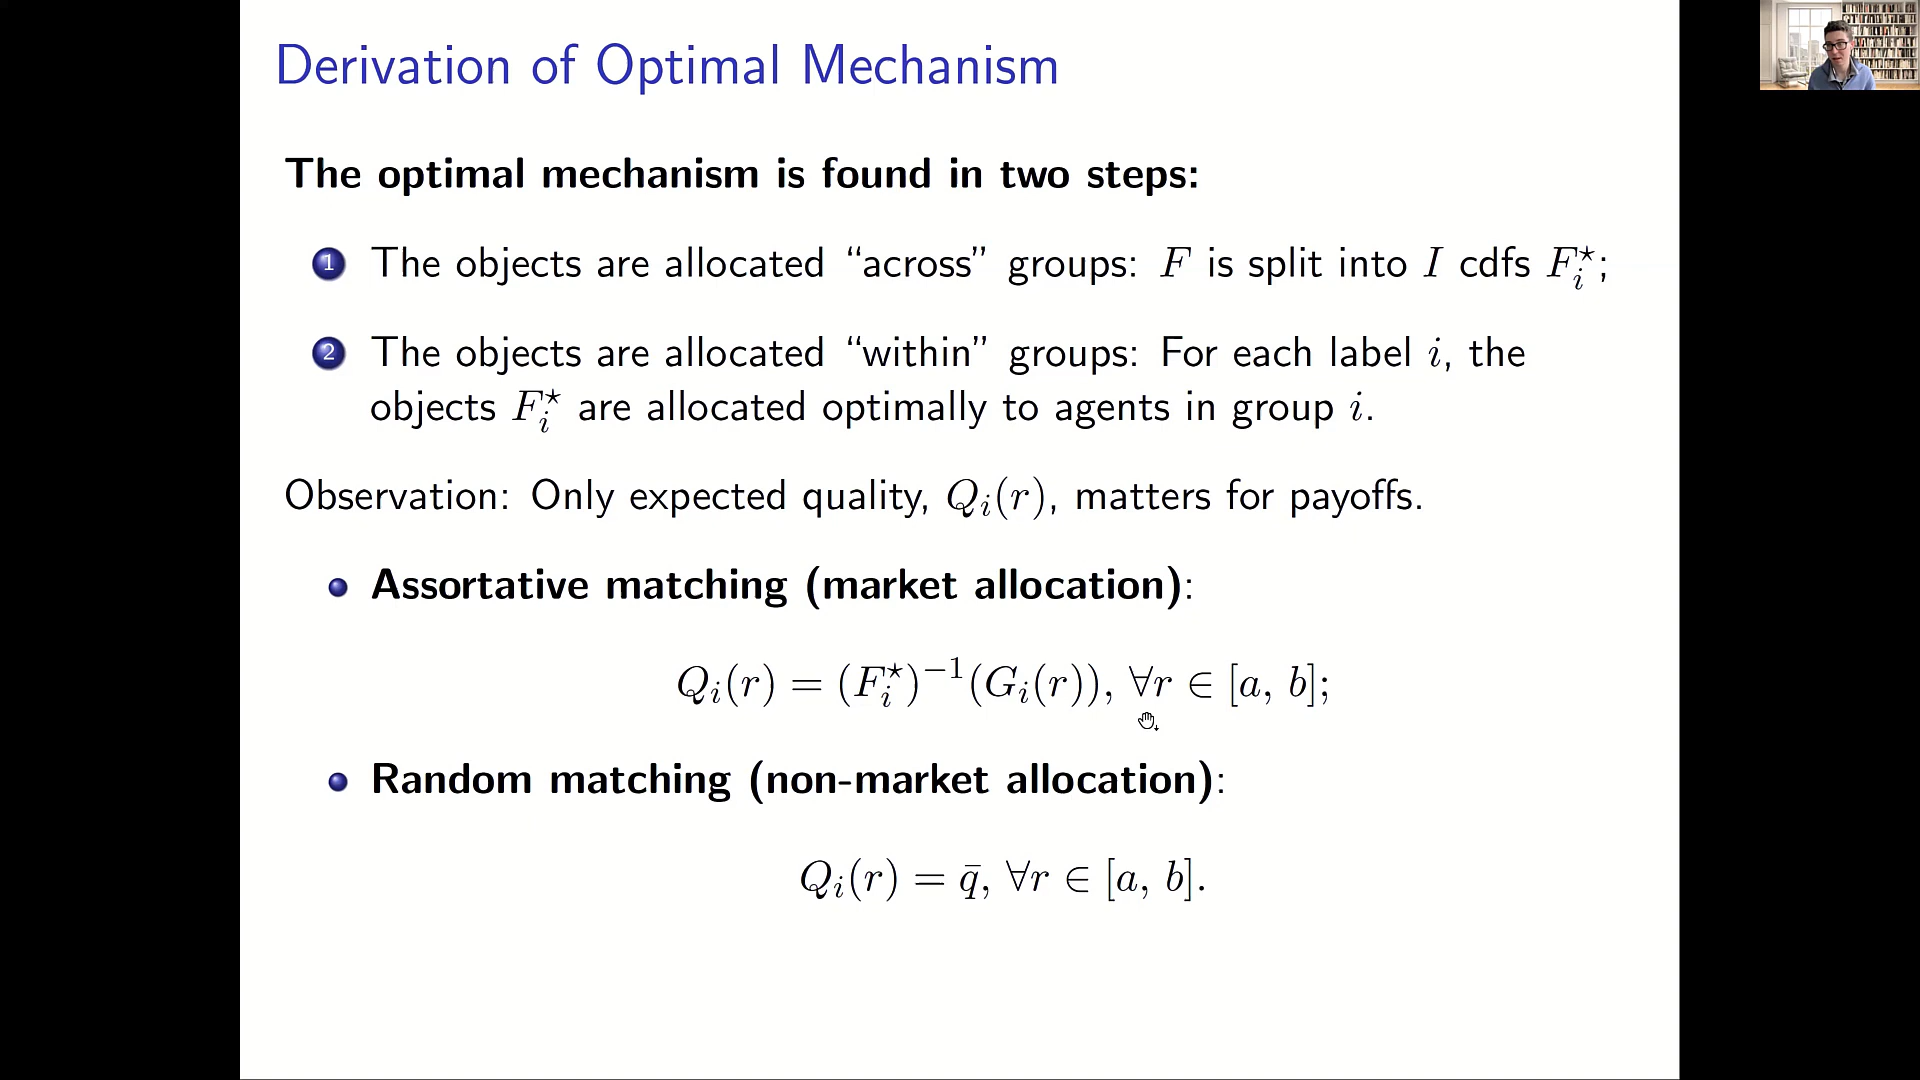 Derivation of Optimal Mechanism
The optimal mechanism is found in two steps:
1 The objects are allocated “across” groups: F is split into I cdfs F_i^⋆;
2 The objects are allocated “within” groups: For each label i, the
objects F_i^⋆ are allocated optimally to agents in group i.
Observation: Only expected quality, Q_i(r), matters for payoffs.
• Assortative matching (market allocation):
Q_i(r) = (F_i^⋆)^{−1}(G_i(r)), ∀r ∈ [a, b];
• Random matching (non-market allocation):
Q_i(r) = q̄, ∀r ∈ [a, b].